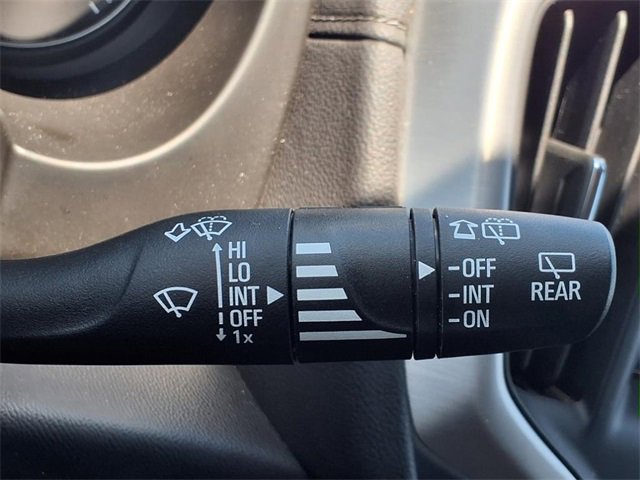 HI
LO
INT
OFF
1x
-OFF
-INT
-ON
REAR